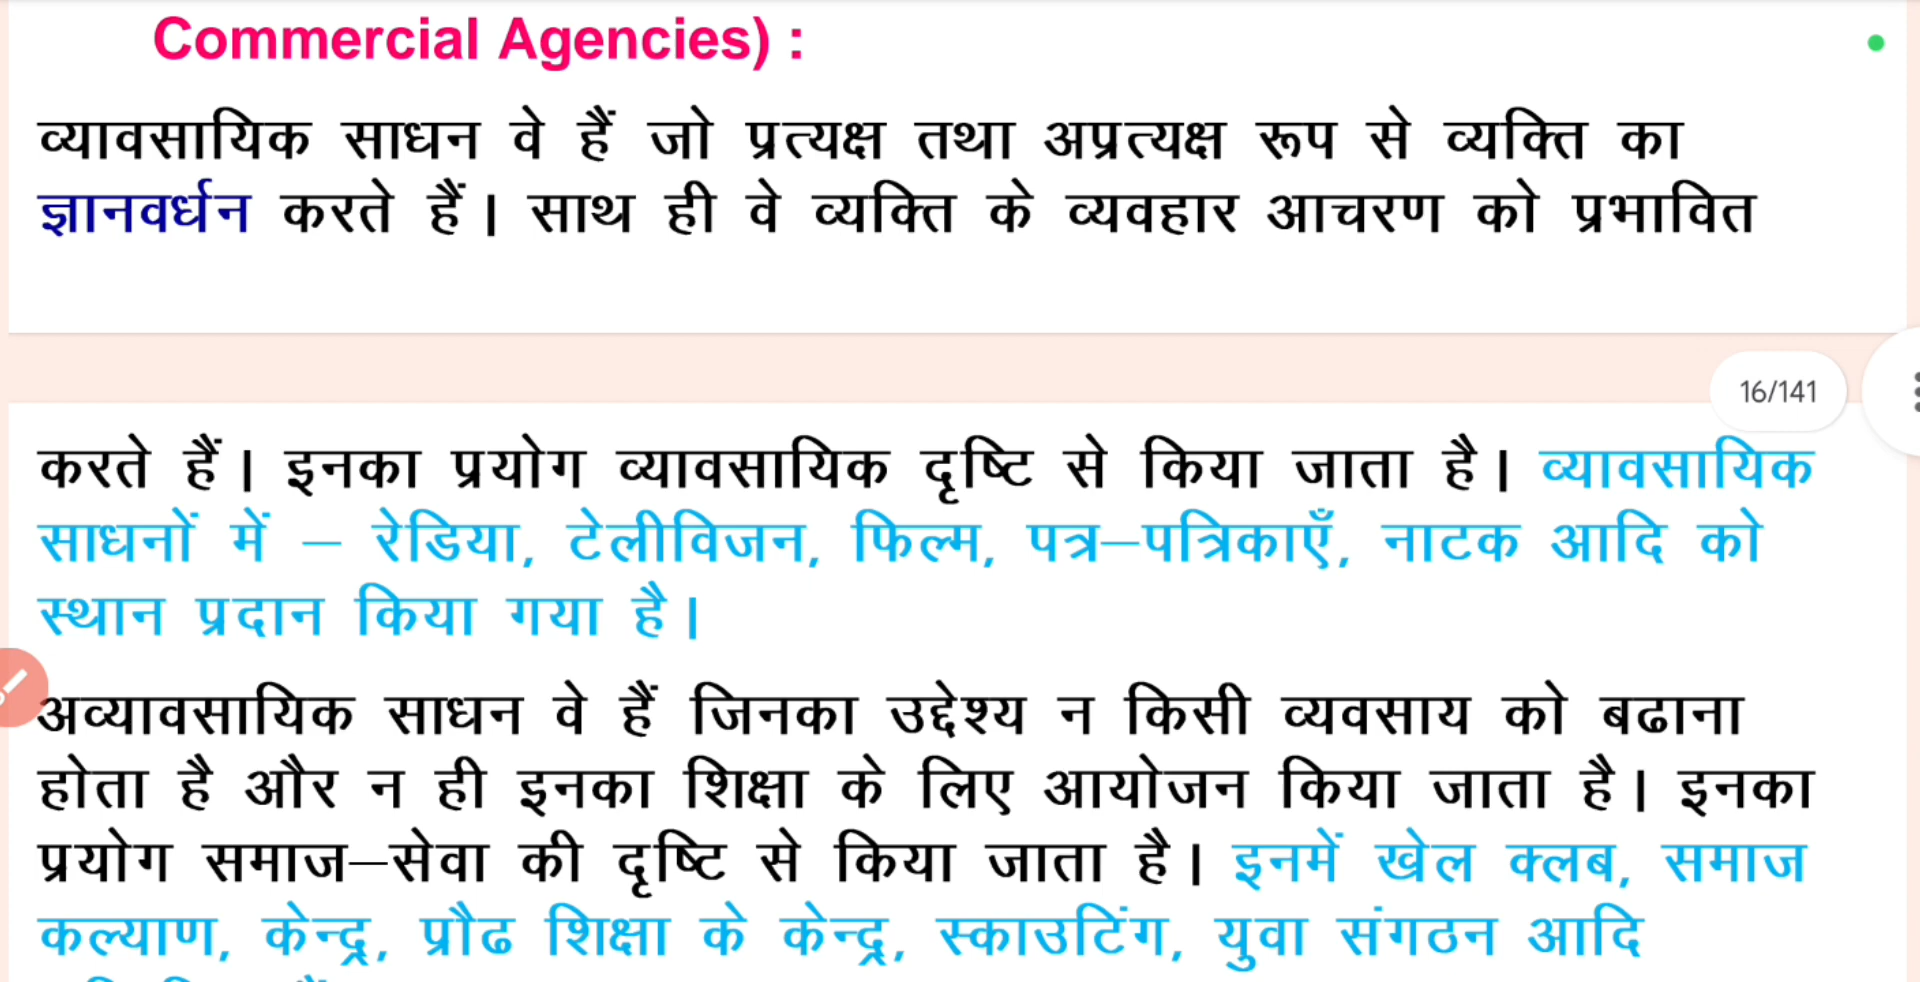 Commercial Agencies) :
व्यावसायिक साधन वे हैं जो प्रत्यक्ष तथा अप्रत्यक्ष रूप से व्यक्ति का
ज्ञानवर्धन करते हैं। साथ ही वे व्यक्ति के व्यवहार आचरण को प्रभावित
16/141
करते हैं। इनका प्रयोग व्यावसायिक दृष्टि से किया जाता है। व्यावसायिक
साधनों में – रेडिया, टेलीविजन, फिल्म, पत्र–पत्रिकाएँ, नाटक आदि को
स्थान प्रदान किया गया है।
अव्यावसायिक साधन वे हैं जिनका उद्देश्य न किसी व्यवसाय को बढाना
होता है और न ही इनका शिक्षा के लिए आयोजन किया जाता है। इनका
प्रयोग समाज–सेवा की दृष्टि से किया जाता है। इनमें खेल क्लब, समाज
कल्याण, केन्द्र, प्रौढ शिक्षा के केन्द्र, स्काउटिंग, युवा संगठन आदि